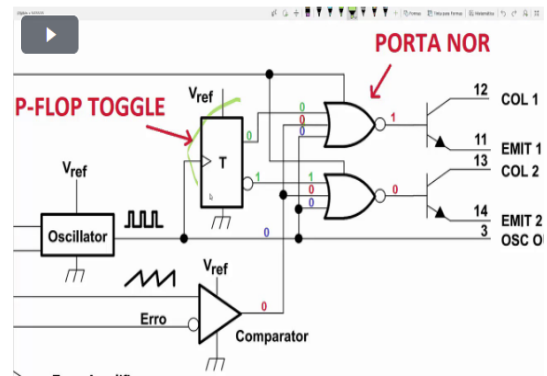 PORTA NOR
P-FLOP TOGGLE
Vref
12
COL 1
0
0
0
0
1
T
11
EMIT 1
13
COL 2
Vref
1
1
0
0
0
14
EMIT 2
3
OSC OU
Oscillator
0
Vref
Erro
0
Comparator